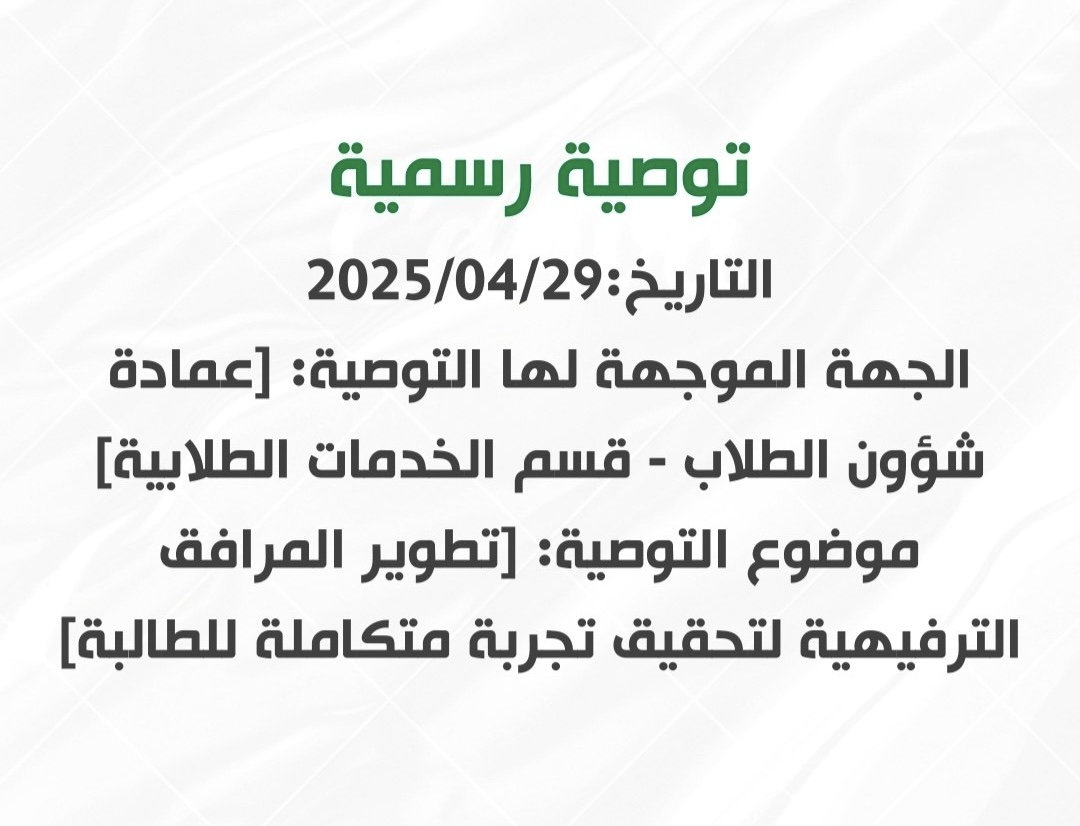 توصية رسمية
التاريخ:2025/04/29
الجهة الموجهة لها التوصية: [عمادة
شؤون الطلاب - قسم الخدمات الطلابية]
موضوع التوصية: [تطوير المرافق
الترفيهية لتحقيق تجربة متكاملة للطالبة]